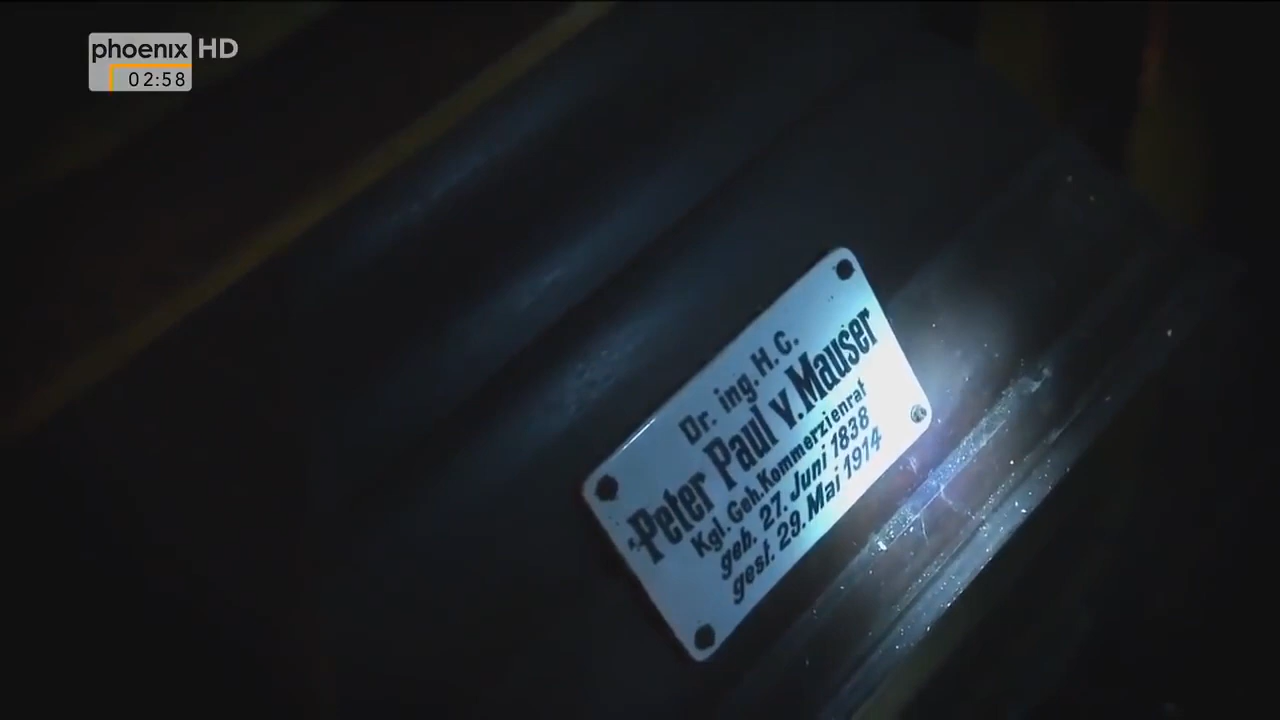 phoenix HD
02:58
Dr. ing. H. C.
Peter Paul v. Mauser
Kgl. Geh. Kommerzienrat
geb. 27. Juni 1838
gest. 29. Mai 1914